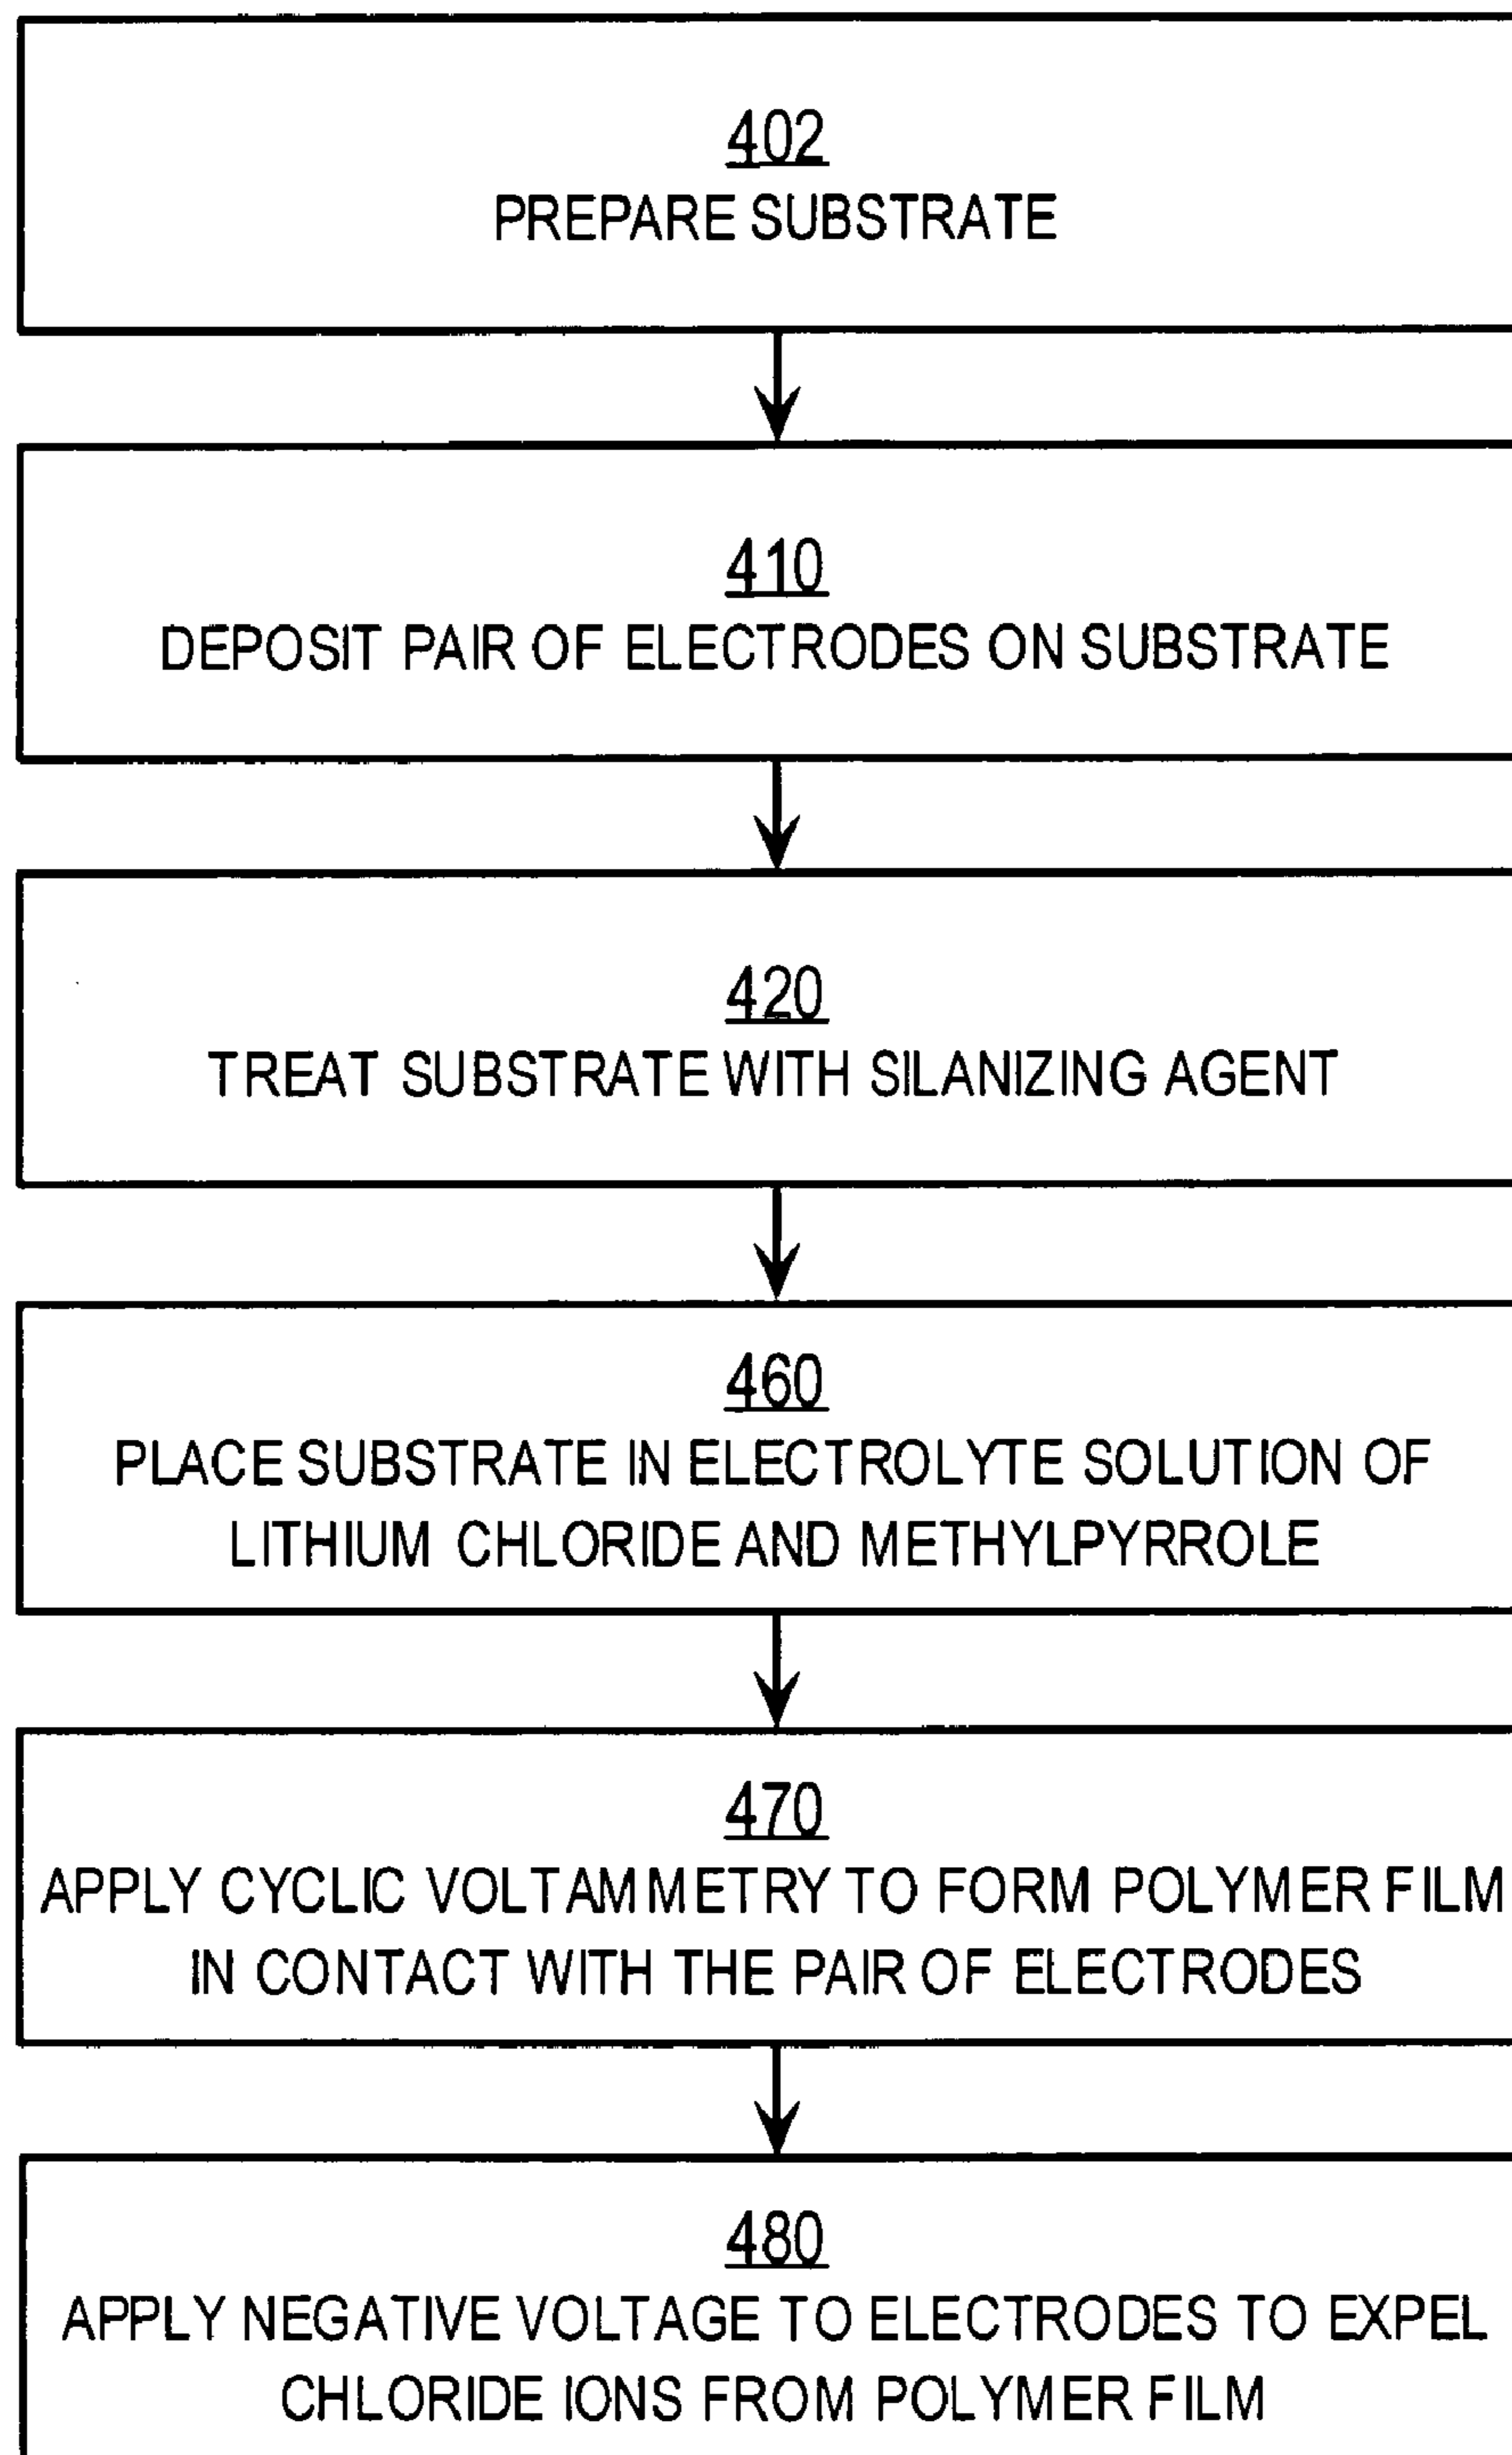 402
PREPARE SUBSTRATE
410
DEPOSIT PAIR OF ELECTRODES ON SUBSTRATE
420
TREAT SUBSTRATE WITH SILANIZING AGENT
460
PLACE SUBSTRATE IN ELECTROLYTE SOLUTION OF
LITHIUM CHLORIDE AND METHYLPYRROLE
470
APPLY CYCLIC VOLTAMMETRY TO FORM POLYMER FILM
IN CONTACT WITH THE PAIR OF ELECTRODES
480
APPLY NEGATIVE VOLTAGE TO ELECTRODES TO EXPEL
CHLORIDE IONS FROM POLYMER FILM